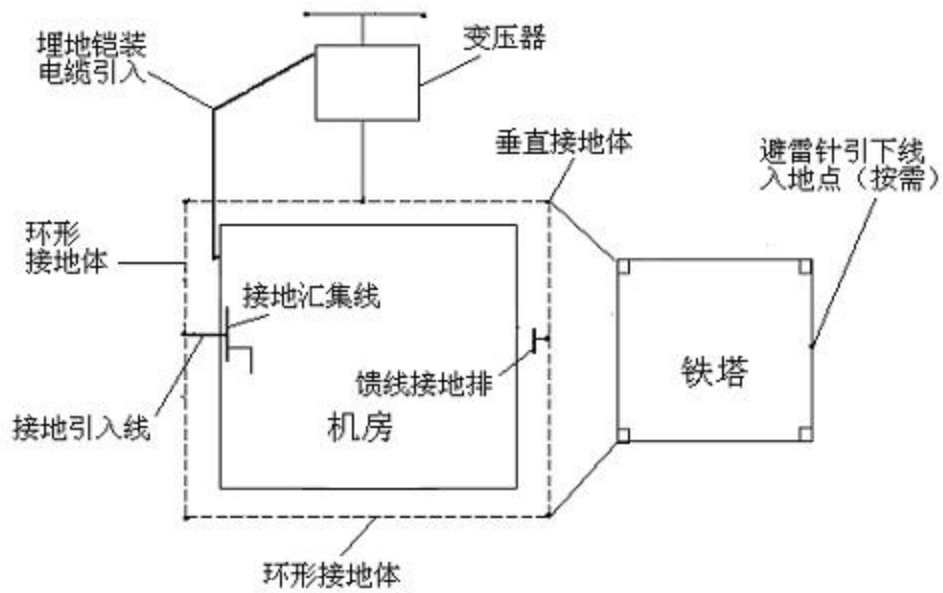 埋地铠装
电缆引入
变压器
垂直接地体
避雷针引下线
入地点（按需）
环形
接地体
接地汇集线
馈线接地排
铁塔
接地引入线
机房
环形接地体